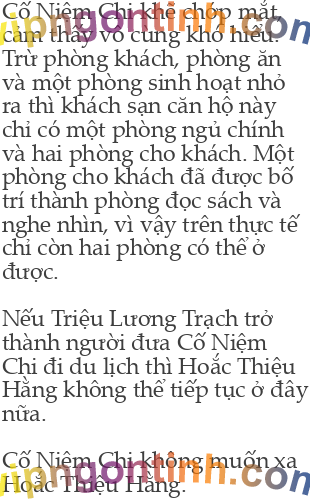 Cố Niệm Chi khẽ chớp mắt,
cảm thấy vô cùng khó hiểu.
Trừ phòng khách, phòng ăn
và một phòng sinh hoạt nhỏ
ra thì khách sạn căn hộ này
chỉ có một phòng ngủ chính
và hai phòng cho khách. Một
phòng cho khách đã được bố
trí thành phòng đọc sách và
nghe nhìn, vì vậy trên thực tế
chỉ còn hai phòng có thể ở
được.
Nếu Triệu Lương Trạch trở
thành người đưa Cố Niệm
Chi đi du lịch thì Hoắc Thiệu
Hằng không thể tiếp tục ở đây
nữa.
Cố Niệm Chi không muốn xa
Hoắc Thiệu Hằng.
vipngontinh.com
vipngontinh.com